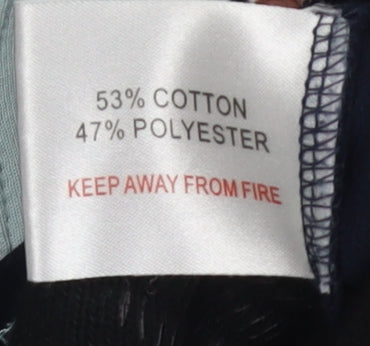 53% COTTON
47% POLYESTER
KEEP AWAY FROM FIRE